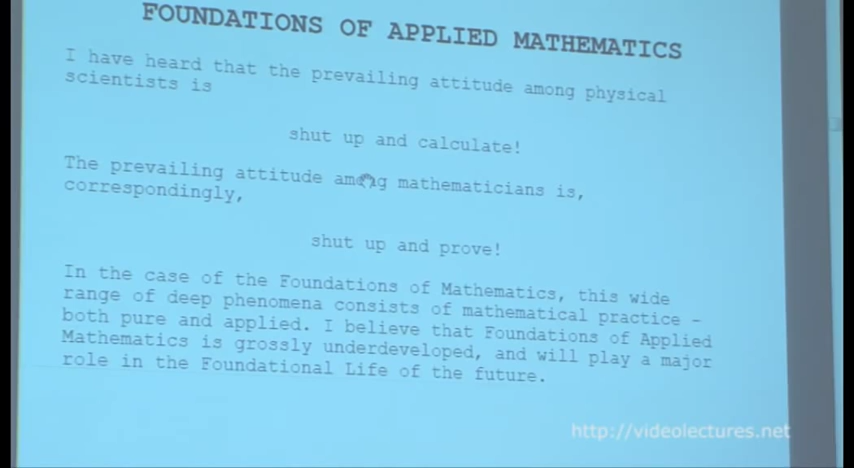 FOUNDATIONS OF APPLIED MATHEMATICS
I have heard that the prevailing attitude among physical
scientists is
shut up and calculate!
The prevailing attitude among mathematicians is,
correspondingly,
shut up and prove!
In the case of the Foundations of Mathematics, this wide
range of deep phenomena consists of mathematical practice -
both pure and applied. I believe that Foundations of Applied
Mathematics is grossly underdeveloped, and will play a major
role in the Foundational Life of the future.
http://videolectures.net